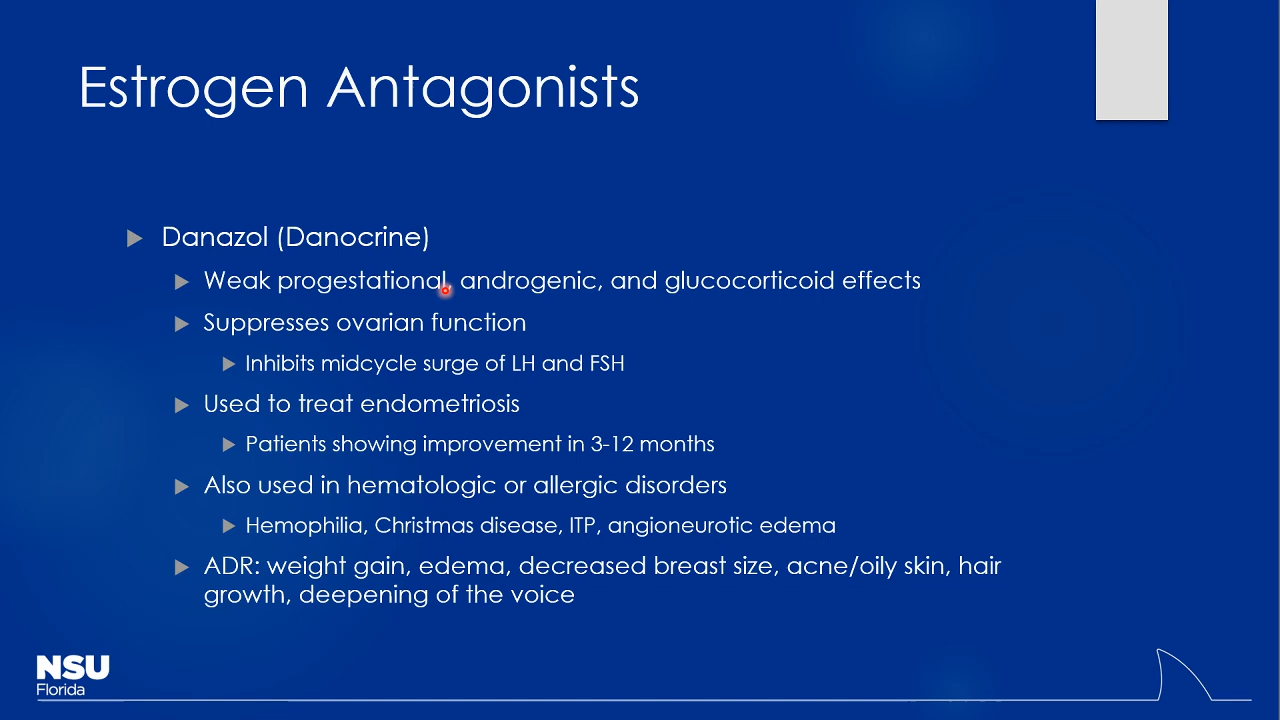 Estrogen Antagonists
Danazol (Danocrine)
Weak progestational, androgenic, and glucocorticoid effects
Suppresses ovarian function
Inhibits midcycle surge of LH and FSH
Used to treat endometriosis
Patients showing improvement in 3-12 months
Also used in hematologic or allergic disorders
Hemophilia, Christmas disease, ITP, angioneurotic edema
ADR: weight gain, edema, decreased breast size, acne/oily skin, hair
growth, deepening of the voice
NSU
Florida